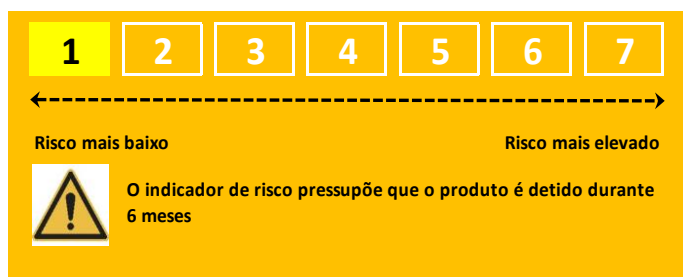 1 2 3 4 5 6 7
Risco mais baixo Risco mais elevado
O indicador de risco pressupõe que o produto é detido durante
6 meses